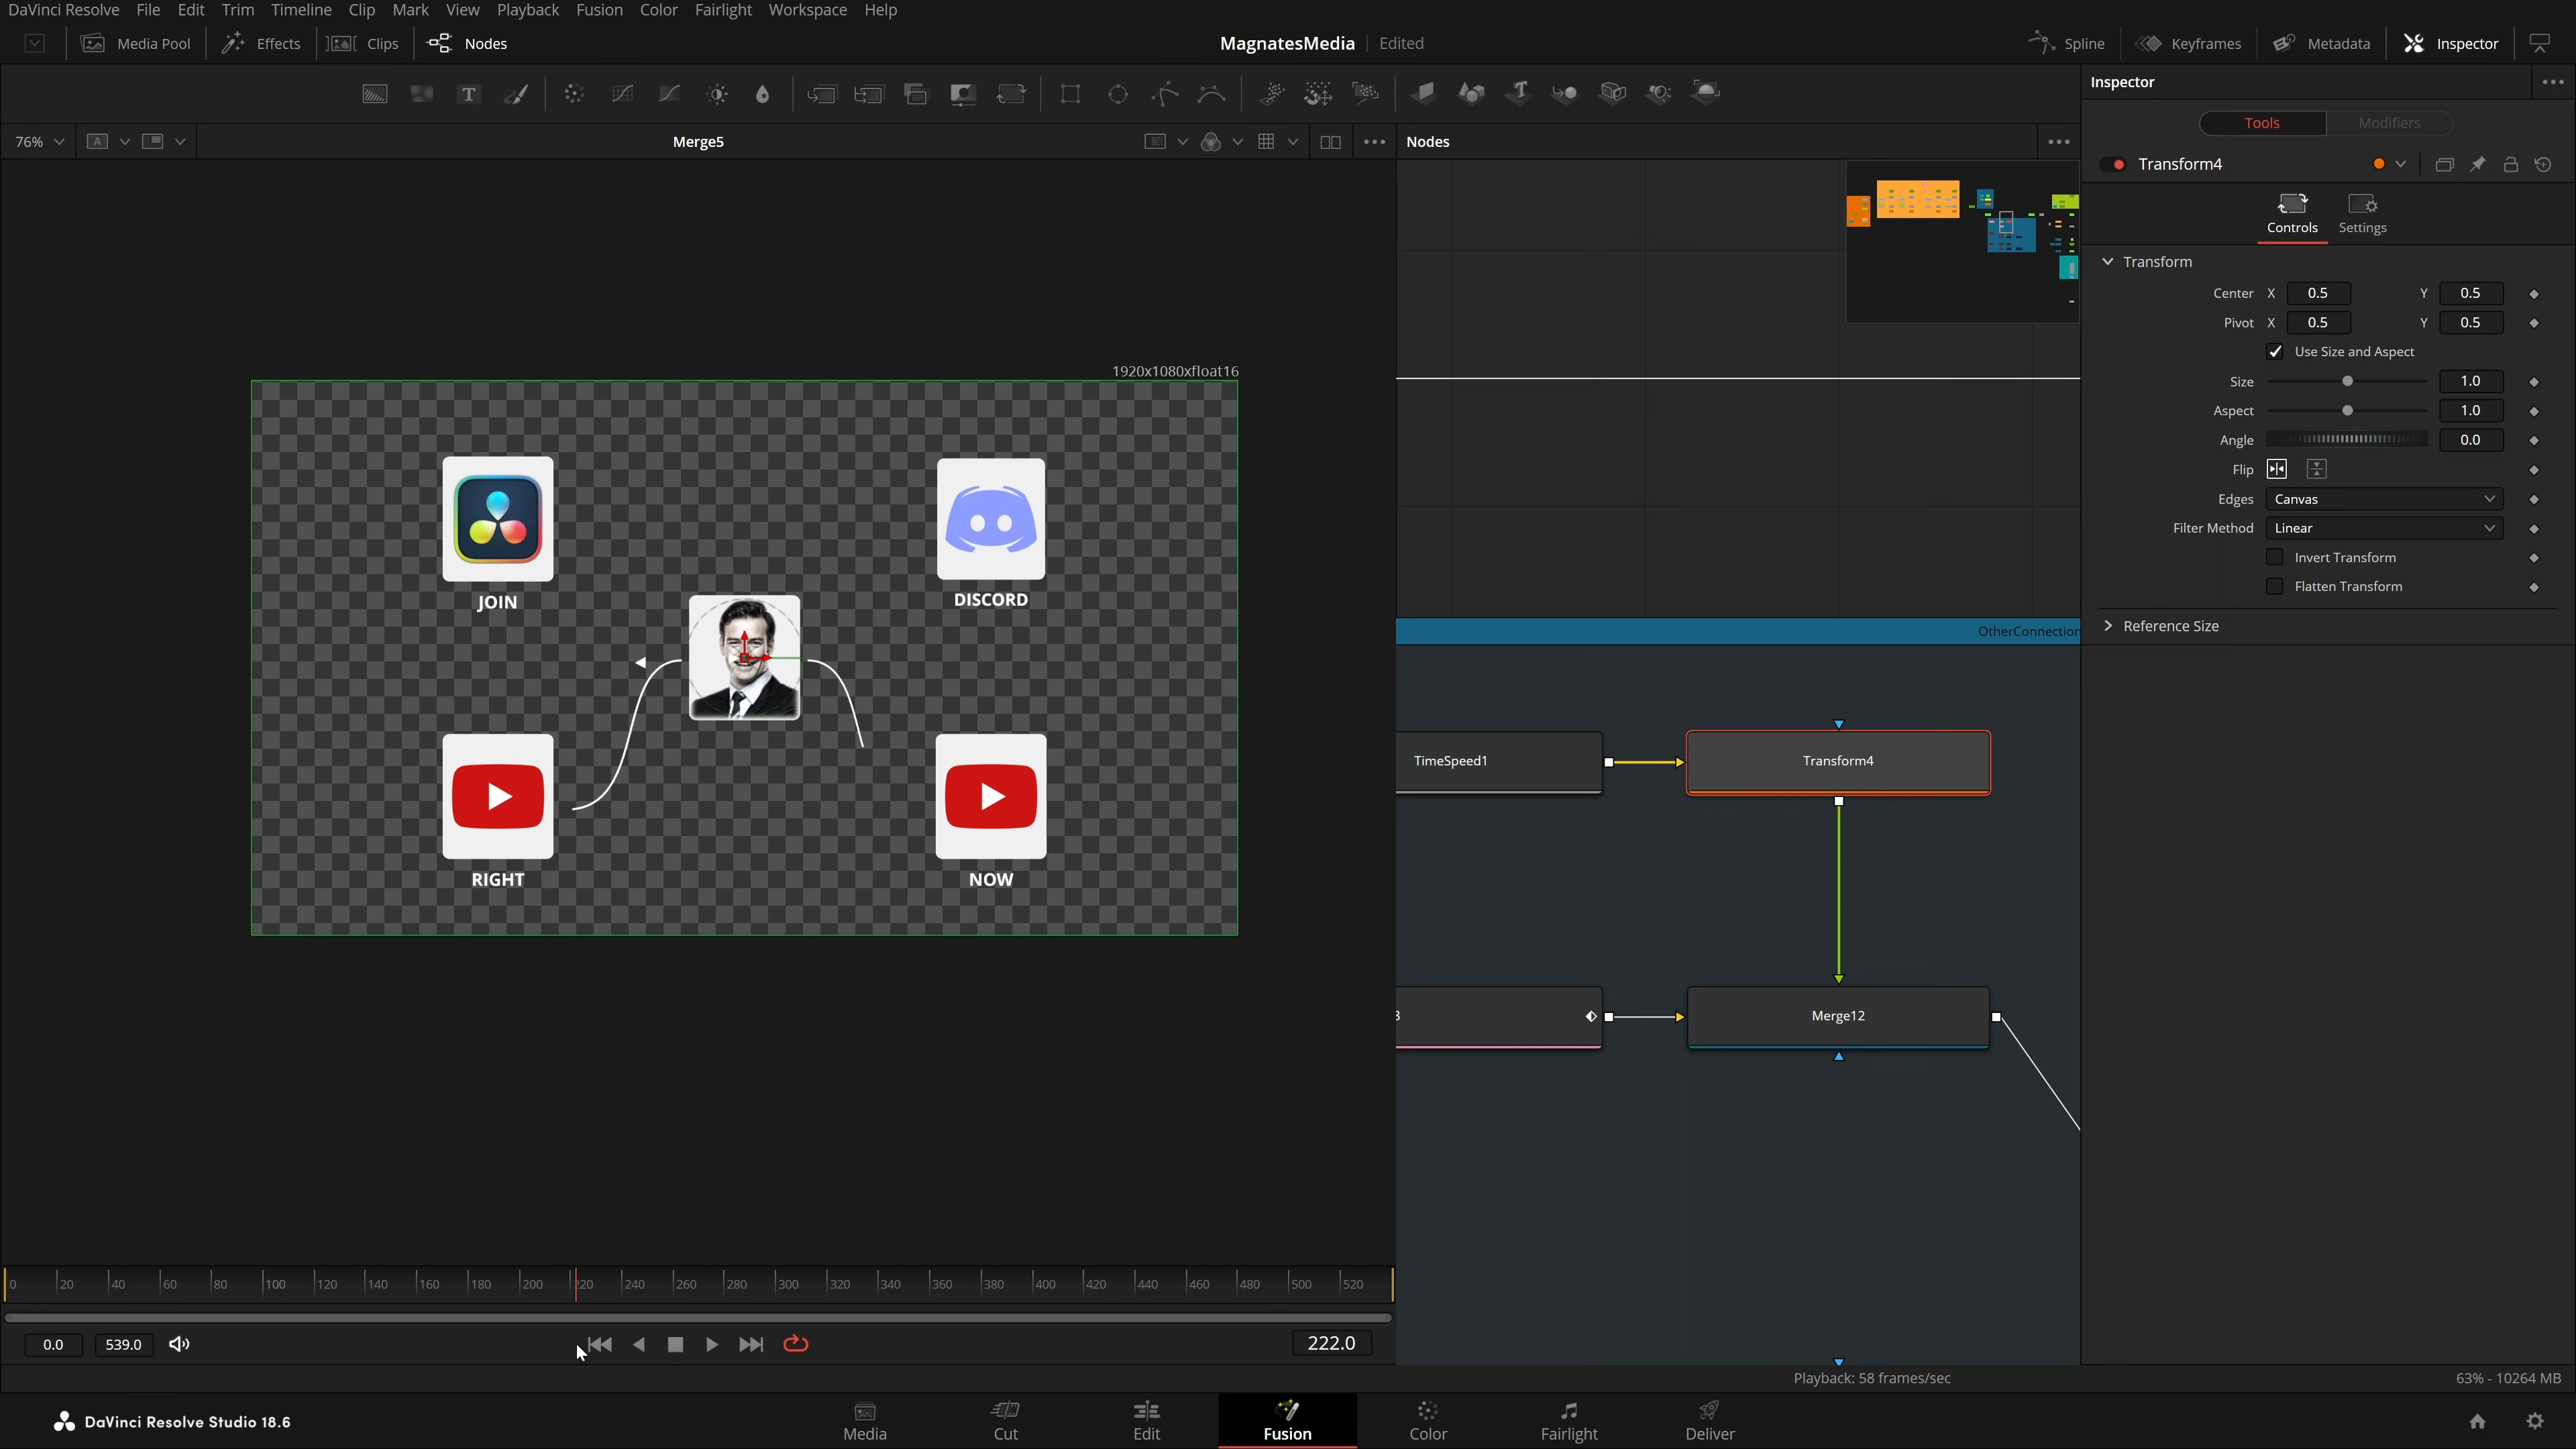 DaVinci Resolve File Edit Trim Timeline Clip Mark View Playback Fusion Color Fairlight Workspace Help
Media Pool Effects Clips Nodes MagnatesMedia Edited Spline Keyframes Metadata Inspector
Inspector
Tools Modifiers
76% A Merge5 Nodes
Transform4
Controls Settings
Transform
Center X 0.5 Y 0.5
Pivot X 0.5 Y 0.5
Use Size and Aspect
1920x1080xfloat16
Size 1.0
Aspect 1.0
Angle 0.0
Flip
Edges Canvas
Filter Method Linear
Invert Transform
Flatten Transform
Reference Size
JOIN
DISCORD
OtherConnection
TimeSpeed1 Transform4
RIGHT
NOW
3 Merge12
0 20 40 60 80 100 120 140 160 180 200 220 240 260 280 300 320 340 360 380 400 420 440 460 480 500 520
0.0 539.0 222.0
Playback: 58 frames/sec 63% - 10264 MB
DaVinci Resolve Studio 18.6
Media Cut Edit Fusion Color Fairlight Deliver